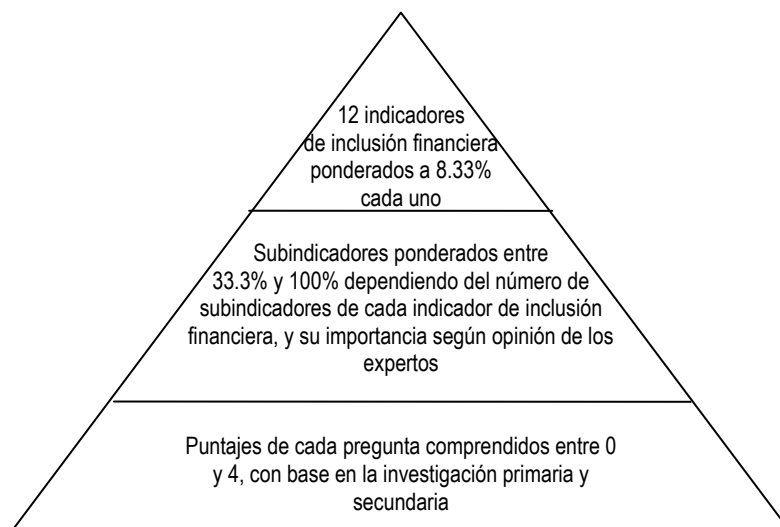 12 indicadores
de inclusión financiera
ponderados a 8.33%
cada uno
Subindicadores ponderados entre
33.3% y 100% dependiendo del número de
subindicadores de cada indicador de inclusión
financiera, y su importancia según opinión de los
expertos
Puntajes de cada pregunta comprendidos entre 0
y 4, con base en la investigación primaria y
secundaria